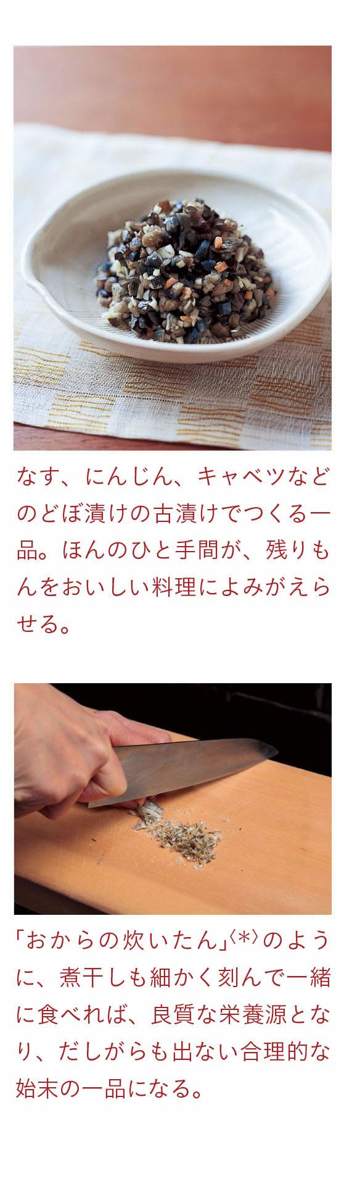 なす、にんじん、キャベツなど
のどぼ漬けの古漬けでつくる一
品。ほんのひと手間が、残りも
んをおいしい料理によみがえら
せる。
「おからの炊いたん」〈*〉のよう
に、煮干しも細かく刻んで一緒
に食べれば、良質な栄養源とな
り、だしがらも出ない合理的な
始末の一品になる。